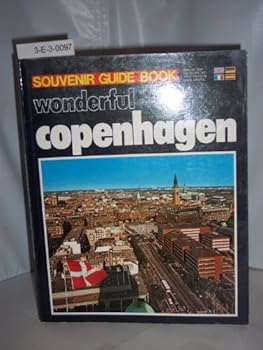 3-E-3-0097
SOUVENIR GUIDE BOOK
wonderful
copenhagen